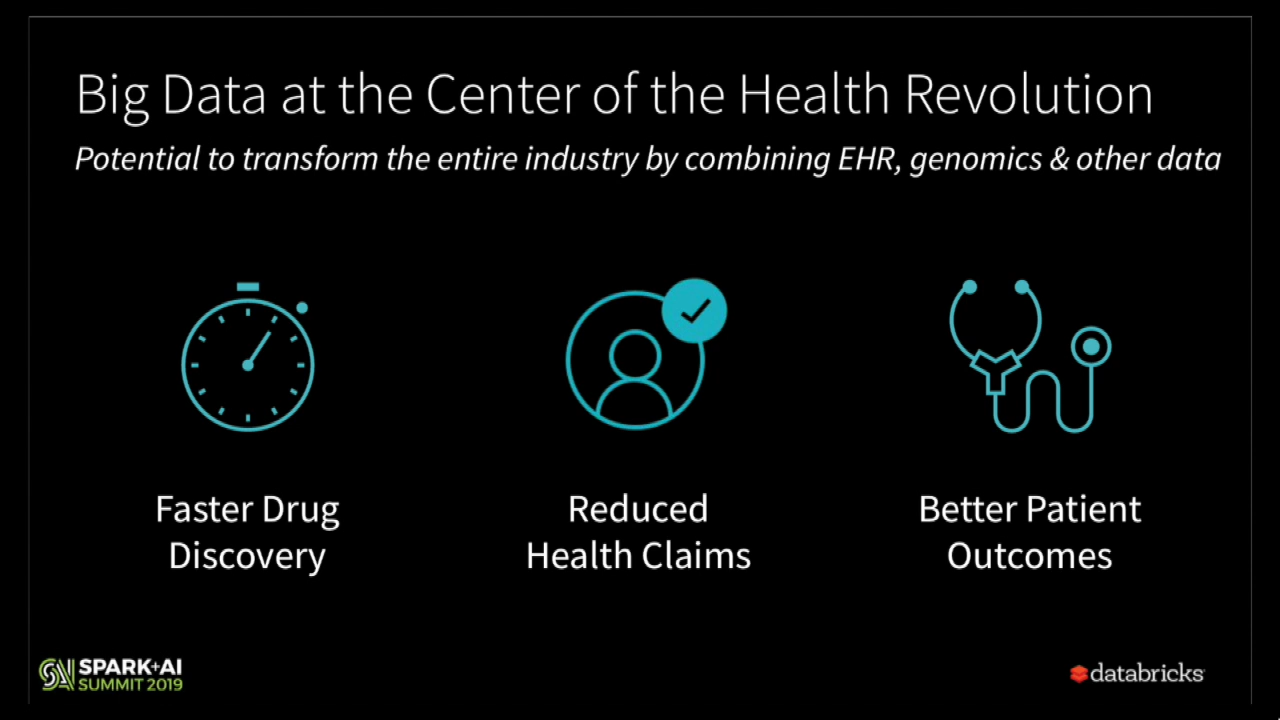 Big Data at the Center of the Health Revolution
Potential to transform the entire industry by combining EHR, genomics & other data
Faster Drug
Discovery
Reduced
Health Claims
Better Patient
Outcomes
SPARK+AI
SUMMIT 2019
databricks